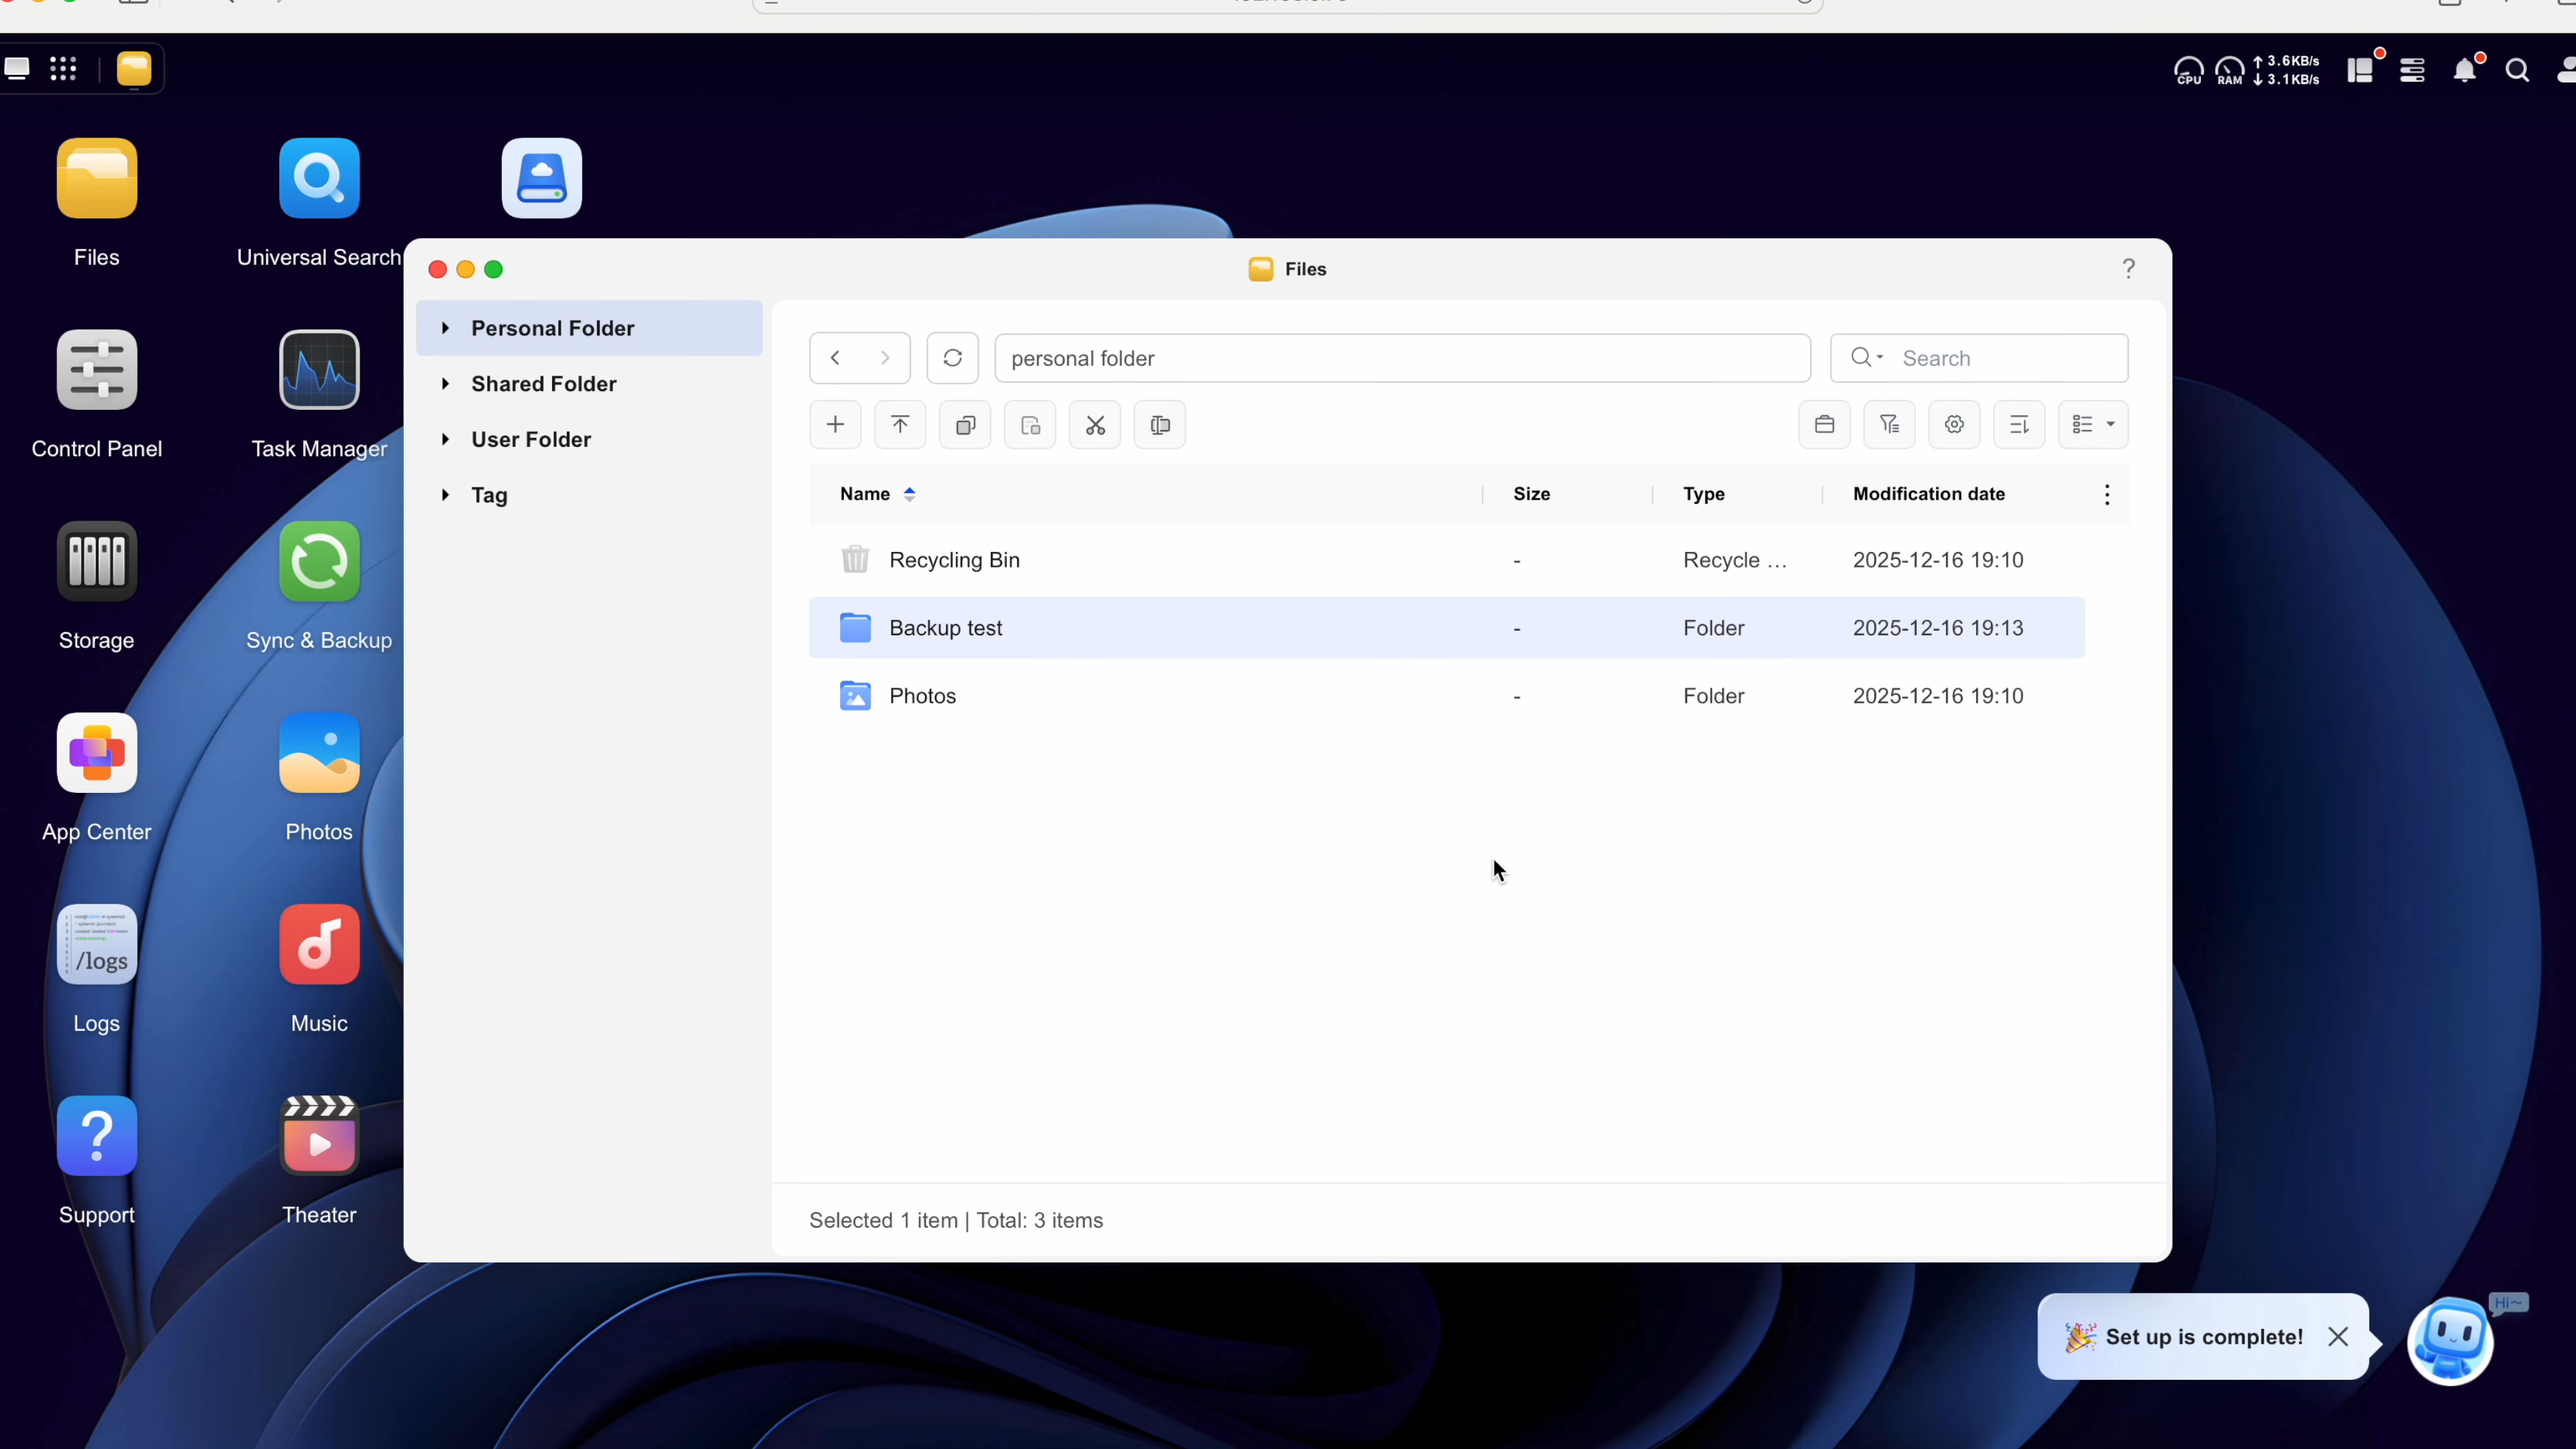 CPU
RAM
3.6KB/s
3.1KB/s
Files
Universal Search
Control Panel
Task Manager
Storage
Sync & Backup
App Center
Photos
/logs
Logs
Music
Support
Theater
Files
?
Personal Folder
Shared Folder
User Folder
Tag
personal folder
Search
Name Size Type Modification date
Recycling Bin - Recycle ... 2025-12-16 19:10
Backup test - Folder 2025-12-16 19:13
Photos - Folder 2025-12-16 19:10
Selected 1 item | Total: 3 items
Set up is complete!
Hi~